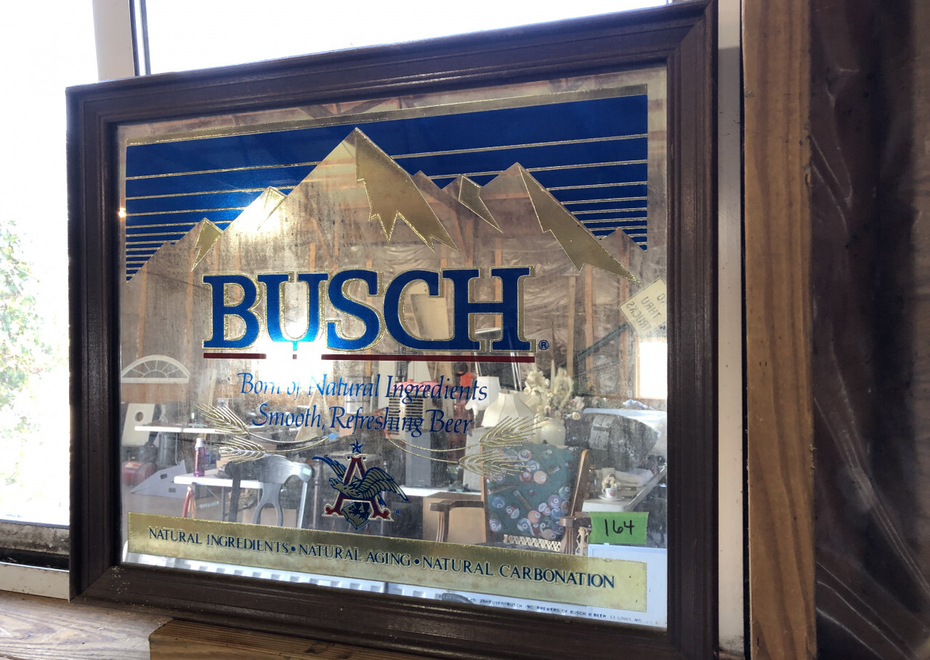 BUSCH®
Born of Natural Ingredients
Smooth, Refreshing Beer
A
164
NATURAL INGREDIENTS • NATURAL AGING • NATURAL CARBONATION